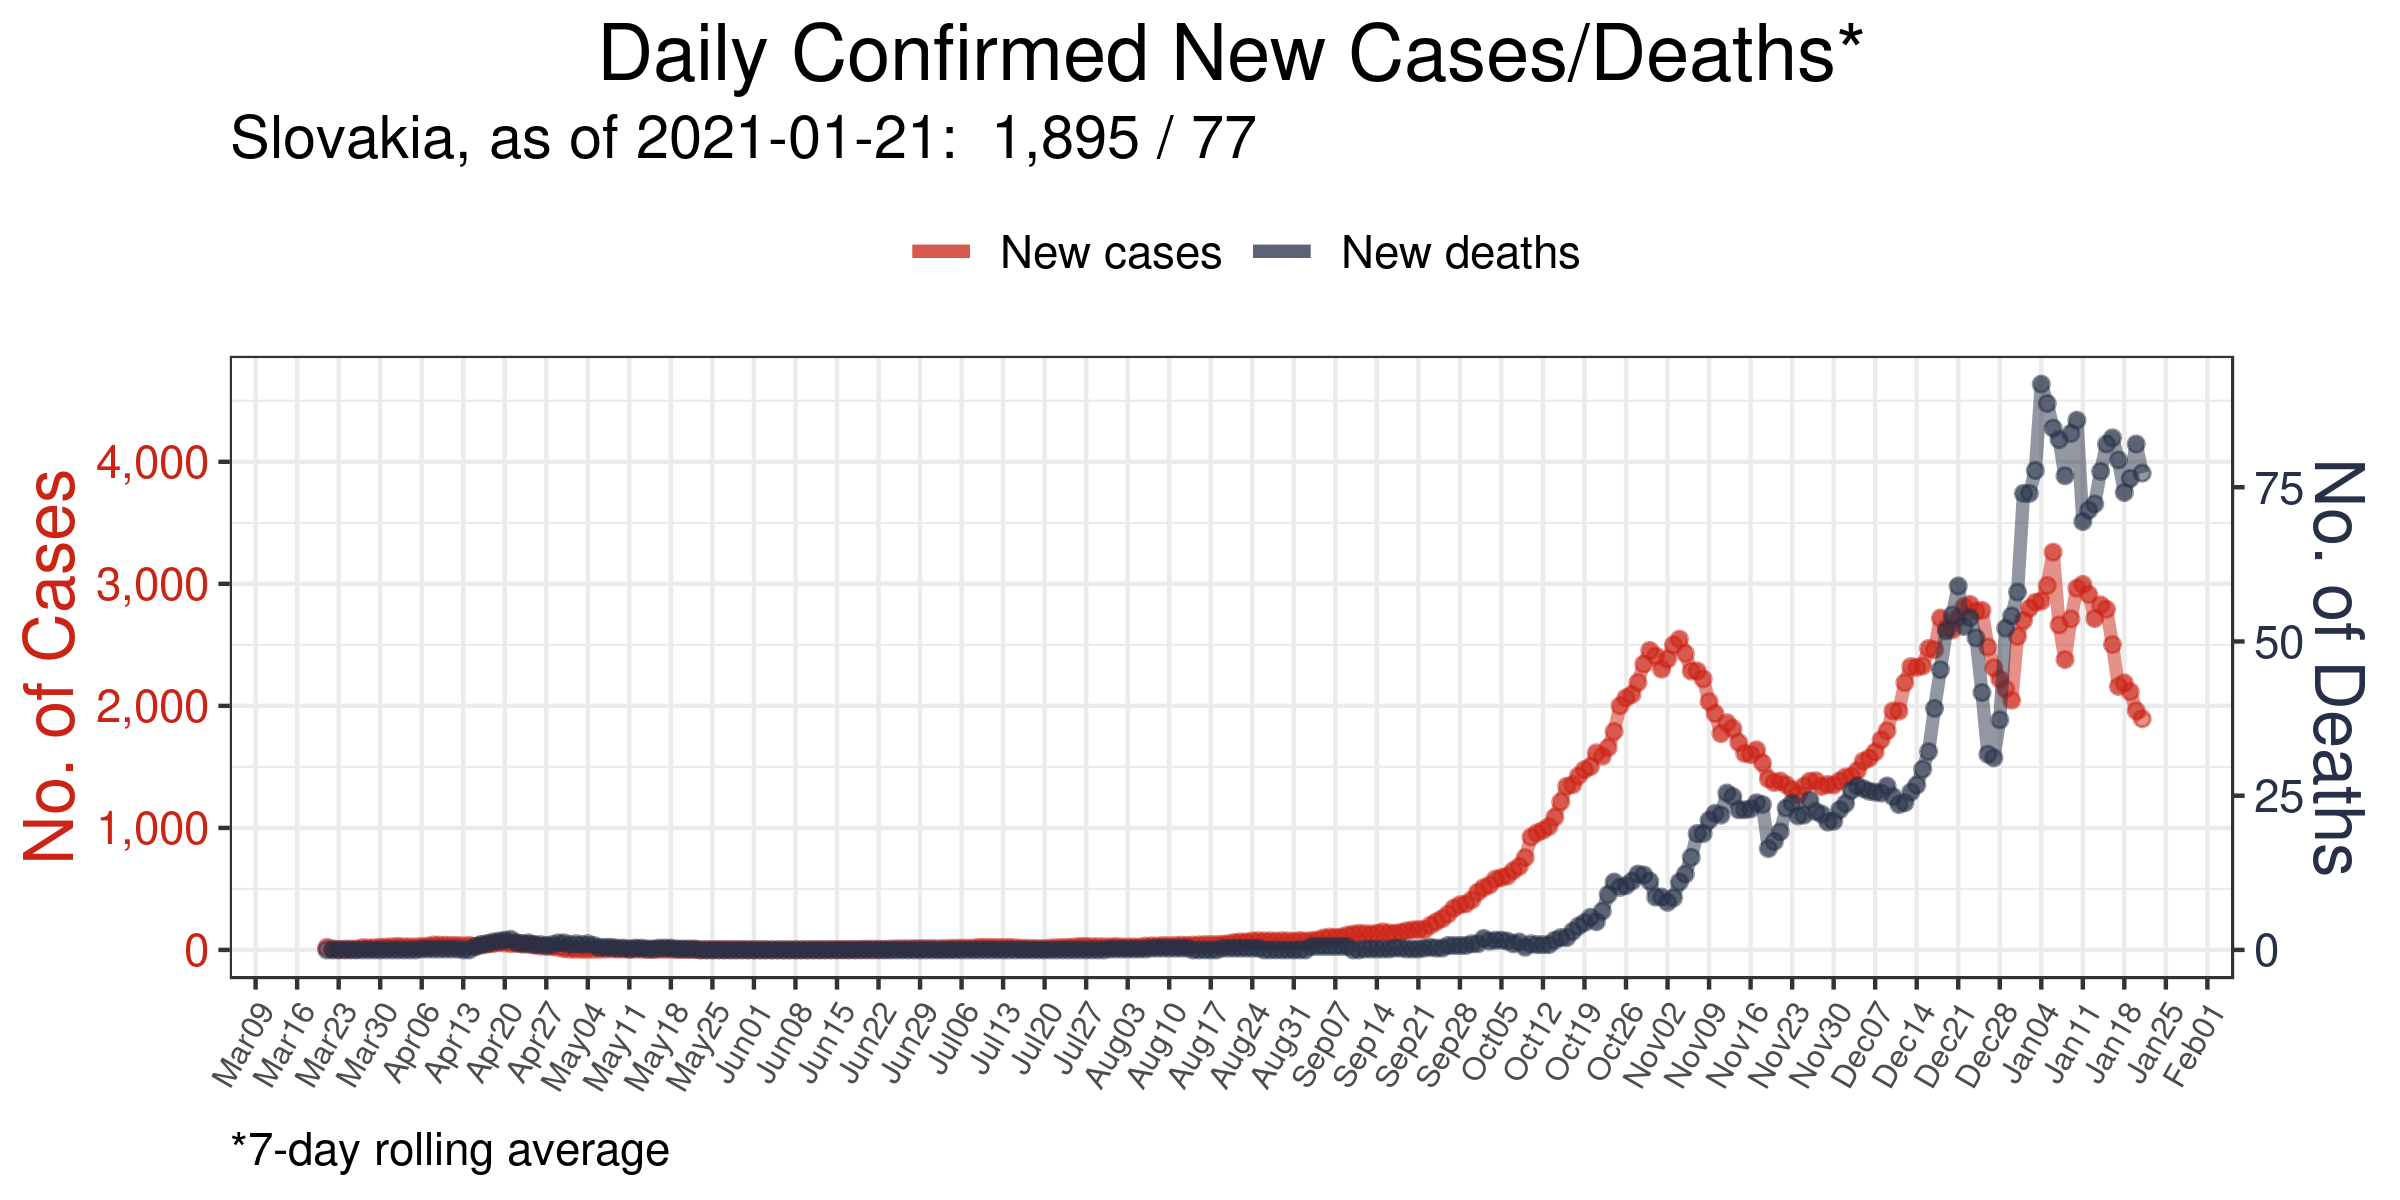 Daily Confirmed New Cases/Deaths*
Slovakia, as of 2021-01-21:  1,895 / 77
New cases
New deaths
No. of Cases
4,000
3,000
2,000
1,000
0
75
50
25
0
No. of Deaths
Mar09
Mar16
Mar23
Mar30
Apr06
Apr13
Apr20
Apr27
May04
May11
May18
May25
Jun01
Jun08
Jun15
Jun22
Jun29
Jul06
Jul13
Jul20
Jul27
Aug03
Aug10
Aug17
Aug24
Aug31
Sep07
Sep14
Sep21
Sep28
Oct05
Oct12
Oct19
Oct26
Nov02
Nov09
Nov16
Nov23
Nov30
Dec07
Dec14
Dec21
Dec28
Jan04
Jan11
Jan18
Jan25
Feb01
*7-day rolling average